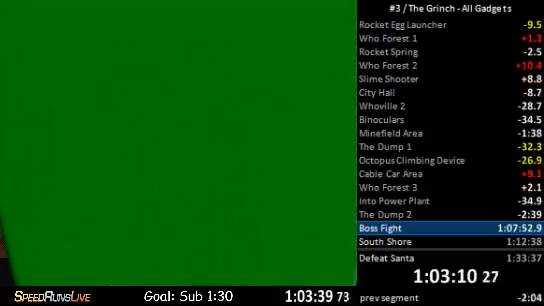 #3 / The Grinch - All Gadgets
Rocket Egg Launcher -9.5
Who Forest 1 +1.3
Rocket Spring -2.5
Who Forest 2 +10.4
Slime Shooter +8.8
City Hall -8.7
Whoville 2 -28.7
Binoculars -34.5
Minefield Area -1:38
The Dump 1 -32.3
Octopus Climbing Device -26.9
Cable Car Area +9.1
Who Forest 3 +2.1
Into Power Plant -34.9
The Dump 2 -2:39
Boss Fight 1:07:52.9
South Shore 1:12:38
Defeat Santa 1:33:37
1:03:10 27
prev segment -2:04
SPEEDRUNSLIVE Goal: Sub 1:30 1:03:39 73